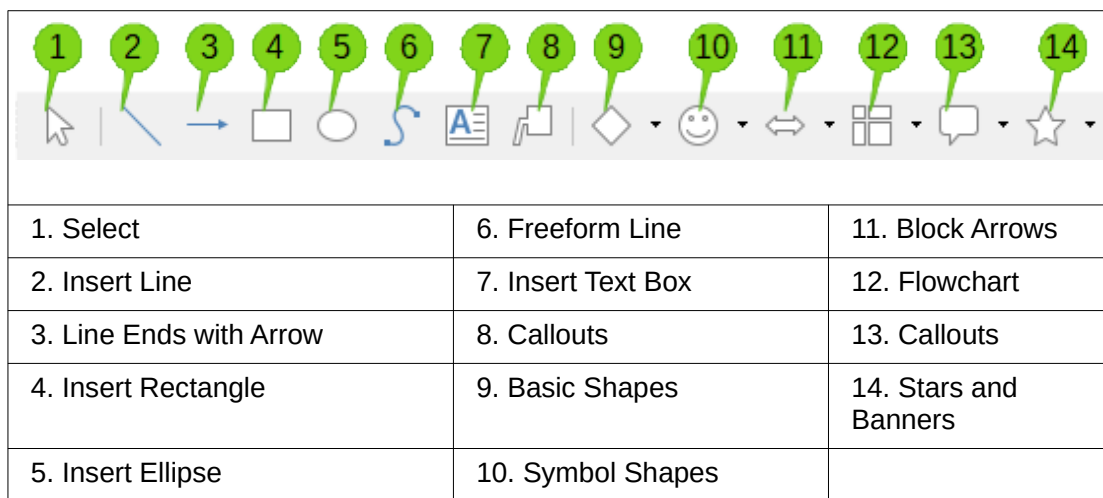 1 2 3 4 5 6 7 8 9 10 11 12 13 14
A
1. Select 6. Freeform Line 11. Block Arrows
2. Insert Line 7. Insert Text Box 12. Flowchart
3. Line Ends with Arrow 8. Callouts 13. Callouts
4. Insert Rectangle 9. Basic Shapes 14. Stars and
Banners
5. Insert Ellipse 10. Symbol Shapes